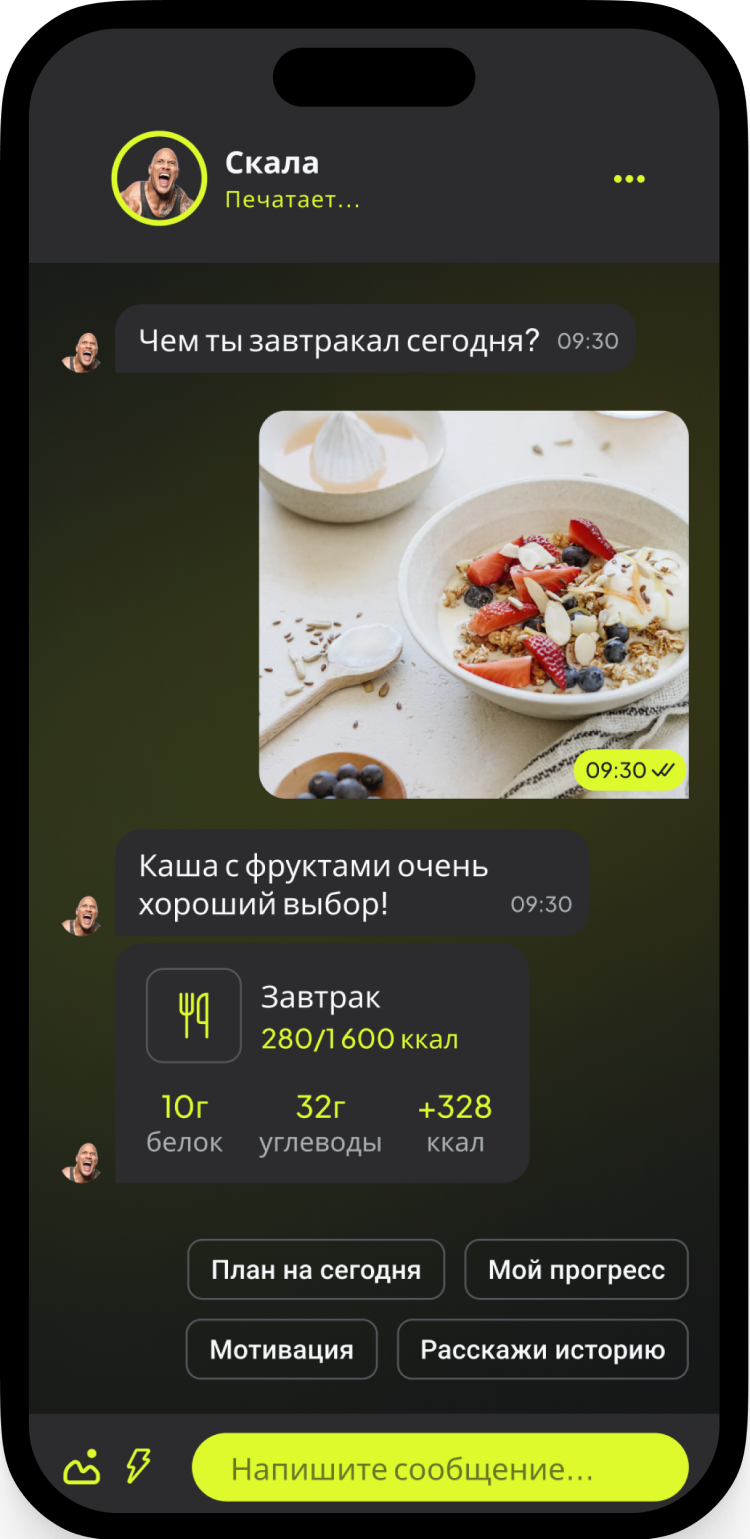 Скала
Печатает...
Чем ты завтракал сегодня? 09:30
09:30
Каша с фруктами очень
хороший выбор! 09:30
Завтрак
280/1 600 ккал
10г 32г +328
белок углеводы ккал
План на сегодня Мой прогресс
Мотивация Расскажи историю
Напишите сообщение...